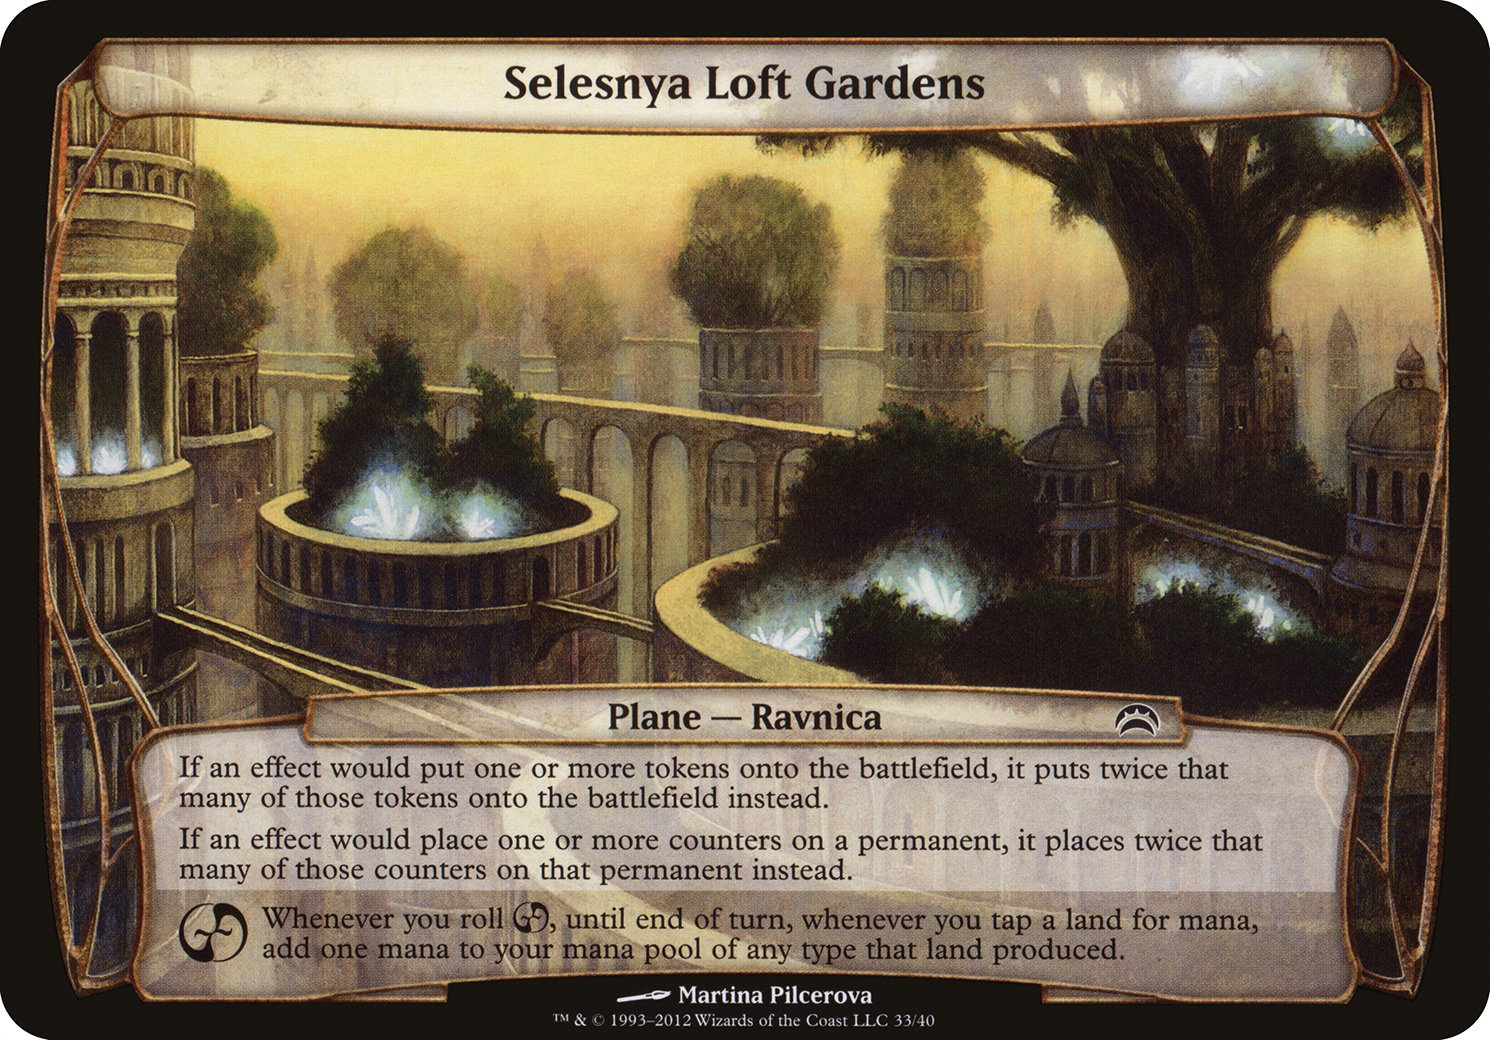 Selesnya Loft Gardens
Plane — Ravnica
If an effect would put one or more tokens onto the battlefield, it puts twice that
many of those tokens onto the battlefield instead.
If an effect would place one or more counters on a permanent, it places twice that
many of those counters on that permanent instead.
Whenever you roll , until end of turn, whenever you tap a land for mana,
add one mana to your mana pool of any type that land produced.
Martina Pilcerova
™ & © 1993–2012 Wizards of the Coast LLC 33/40